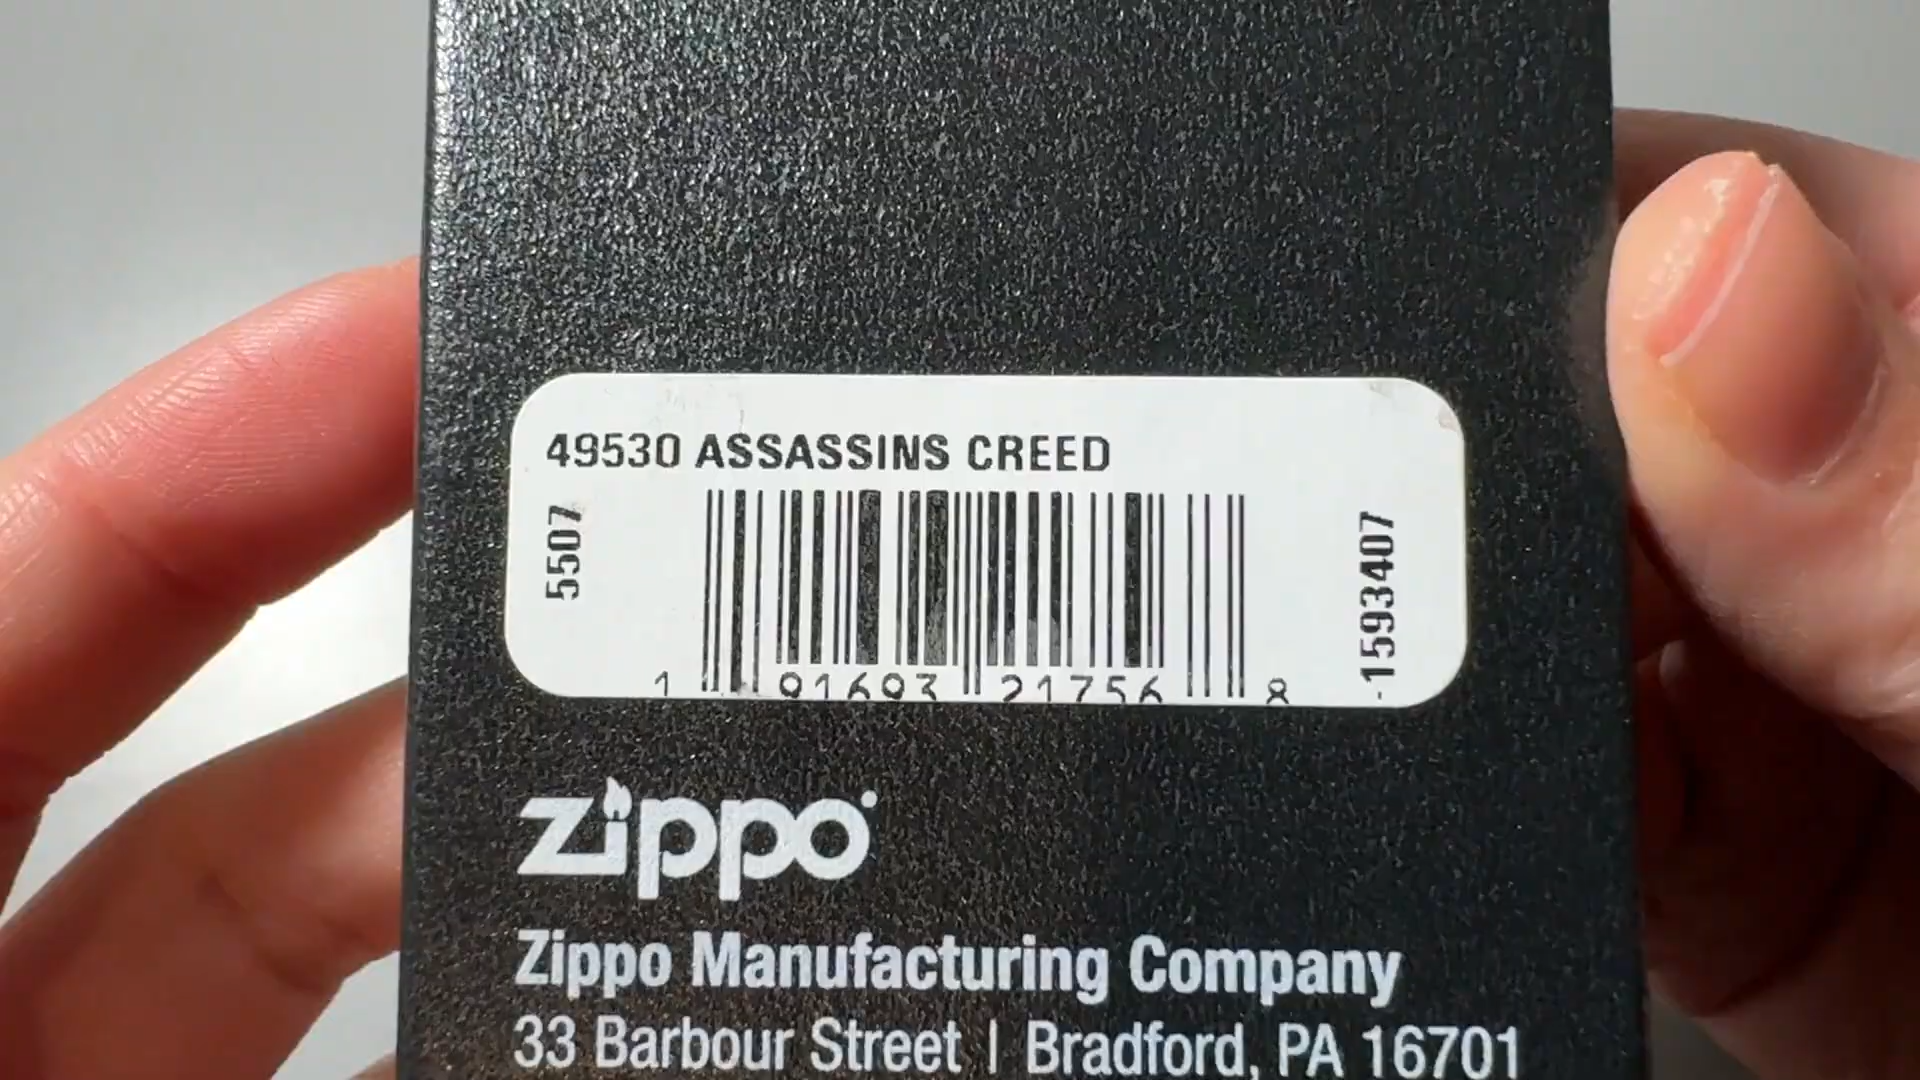 49530 ASSASSINS CREED
5507
1593407
1 91693 21756 8
zippo
Zippo Manufacturing Company
33 Barbour Street | Bradford, PA 16701